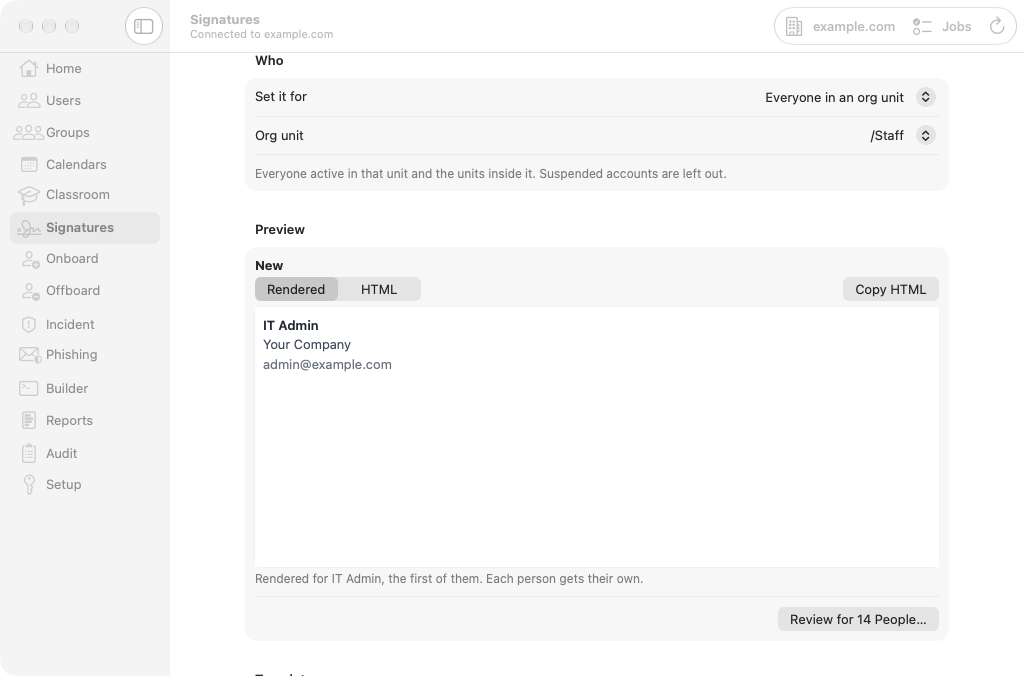 Signatures
Connected to example.com
example.com
Jobs
Home
Users
Groups
Calendars
Classroom
Signatures
Onboard
Offboard
Incident
Phishing
Builder
Reports
Audit
Setup
Who
Set it for
Everyone in an org unit
Org unit
/Staff
Everyone active in that unit and the units inside it. Suspended accounts are left out.
Preview
New
Rendered
HTML
Copy HTML
IT Admin
Your Company
admin@example.com
Rendered for IT Admin, the first of them. Each person gets their own.
Review for 14 People...